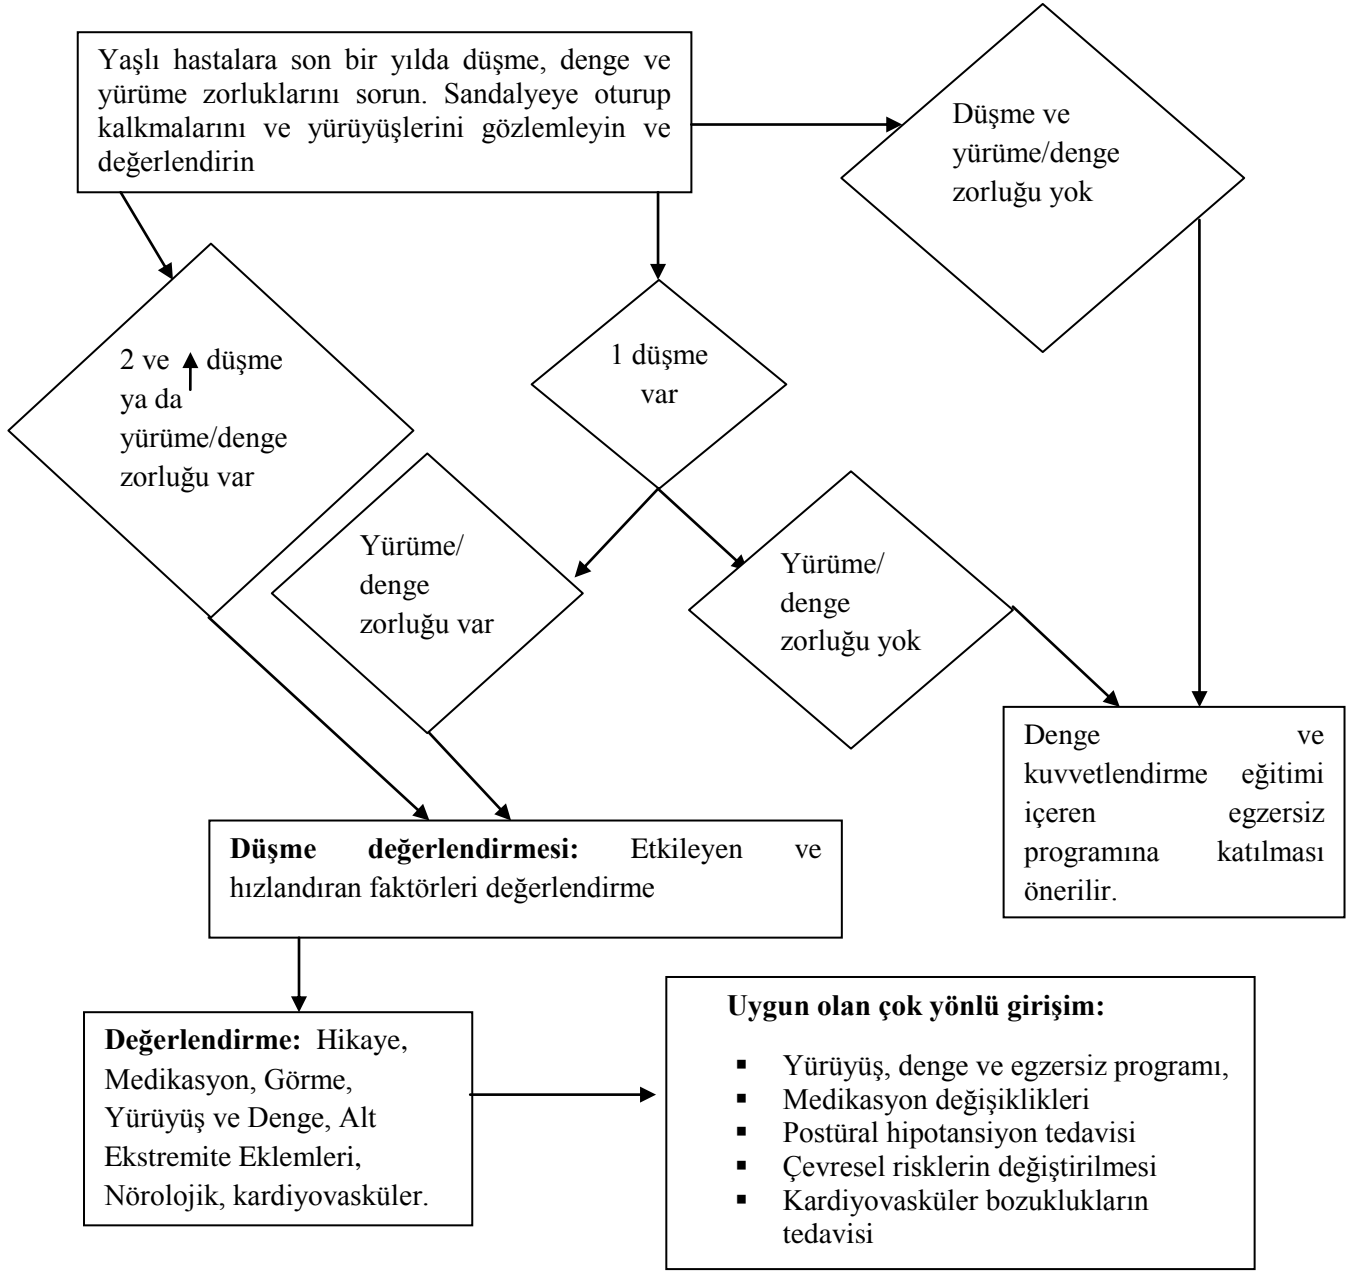 Yaşlı hastalara son bir yılda düşme, denge ve
yürüme zorluklarını sorun. Sandalyeye oturup
kalkmalarını ve yürüyüşlerini gözlemleyin ve
değerlendirin
Düşme ve
yürüme/denge
zorluğu yok
2 ve ↑ düşme
ya da
yürüme/denge
zorluğu var
1 düşme
var
Yürüme/
denge
zorluğu var
Yürüme/
denge
zorluğu yok
Denge ve
kuvvetlendirme eğitimi
içeren egzersiz
programına katılması
önerilir.
Düşme değerlendirmesi: Etkileyen ve
hızlandıran faktörleri değerlendirme
Değerlendirme: Hikaye,
Medikasyon, Görme,
Yürüyüş ve Denge, Alt
Ekstremite Eklemleri,
Nörolojik, kardiyovasküler.
Uygun olan çok yönlü girişim:
▪ Yürüyüş, denge ve egzersiz programı,
▪ Medikasyon değişiklikleri
▪ Postüral hipotansiyon tedavisi
▪ Çevresel risklerin değiştirilmesi
▪ Kardiyovasküler bozuklukların
tedavisi